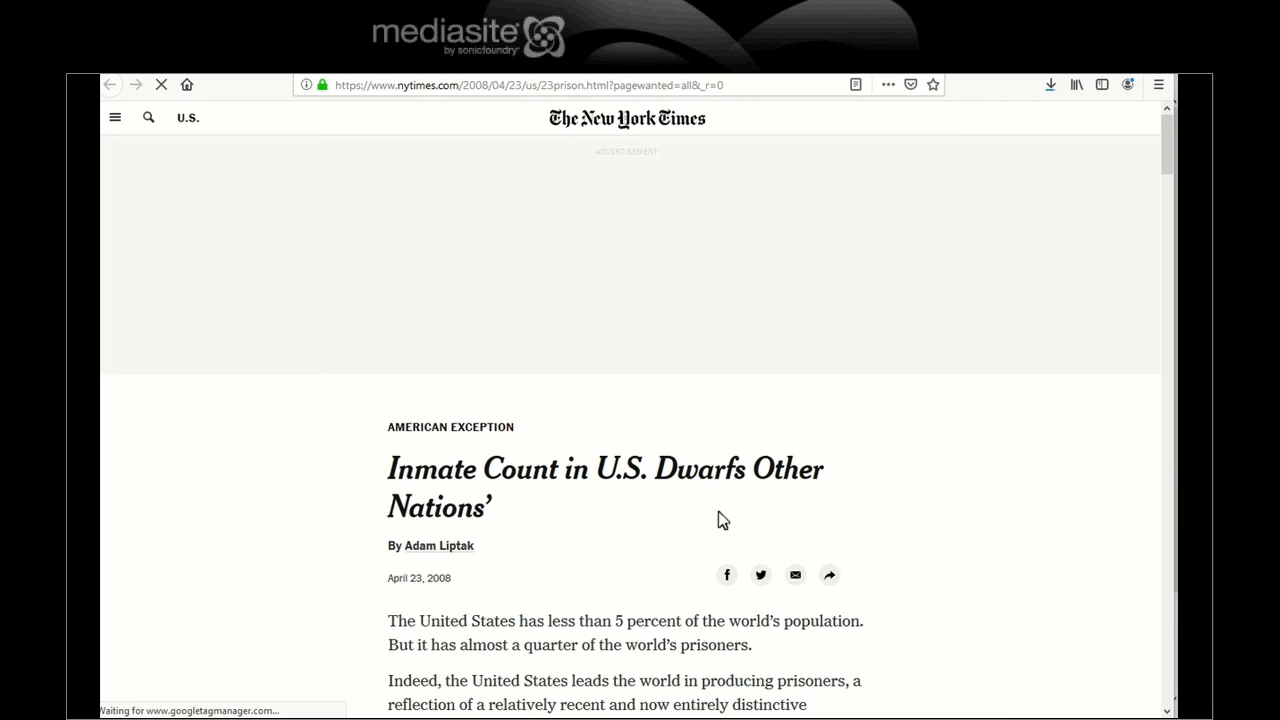 mediasite
by sonicfoundry
https://www.nytimes.com/2008/04/23/us/23prison.html?pagewanted=all&_r=0
U.S.
The New York Times
ADVERTISEMENT
AMERICAN EXCEPTION
Inmate Count in U.S. Dwarfs Other
Nations’
By Adam Liptak
April 23, 2008
The United States has less than 5 percent of the world’s population.
But it has almost a quarter of the world’s prisoners.
Indeed, the United States leads the world in producing prisoners, a
reflection of a relatively recent and now entirely distinctive
Waiting for www.googletagmanager.com...